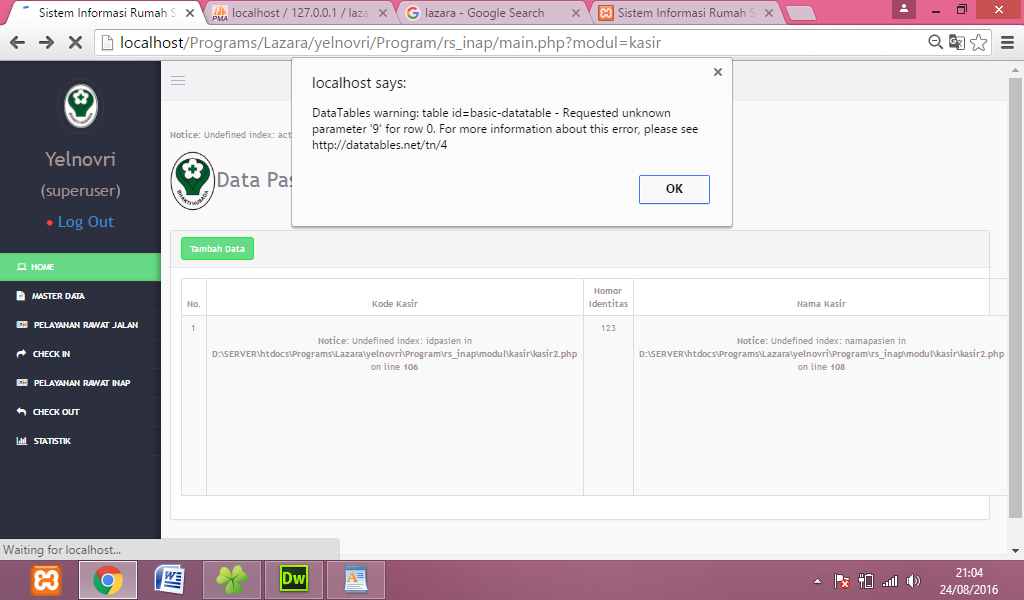 Sistem Informasi Rumah S
localhost / 127.0.0.1 / laza
lazara - Google Search
Sistem Informasi Rumah S
localhost/Programs/Lazara/yelnovri/Program/rs_inap/main.php?modul=kasir
localhost says:
DataTables warning: table id=basic-datatable - Requested unknown
parameter '9' for row 0. For more information about this error, please see
http://datatables.net/tn/4
OK
Yelnovri
(superuser)
Log Out
HOME
MASTER DATA
PELAYANAN RAWAT JALAN
CHECK IN
PELAYANAN RAWAT INAP
CHECK OUT
STATISTIK
Notice: Undefined index: act
BHAKTI HUSADA
Data Pas
Tambah Data
No. Kode Kasir Nomor Identitas Nama Kasir
1
Notice: Undefined index: idpasien in
D:\SERVER\htdocs\Programs\Lazara\yelnovri\Program\rs_inap\modul\kasir\kasir2.php
on line 106
123
Notice: Undefined index: namapasien in
D:\SERVER\htdocs\Programs\Lazara\yelnovri\Program\rs_inap\modul\kasir\kasir2.php
on line 108
Waiting for localhost...
Dw
21:04
24/08/2016